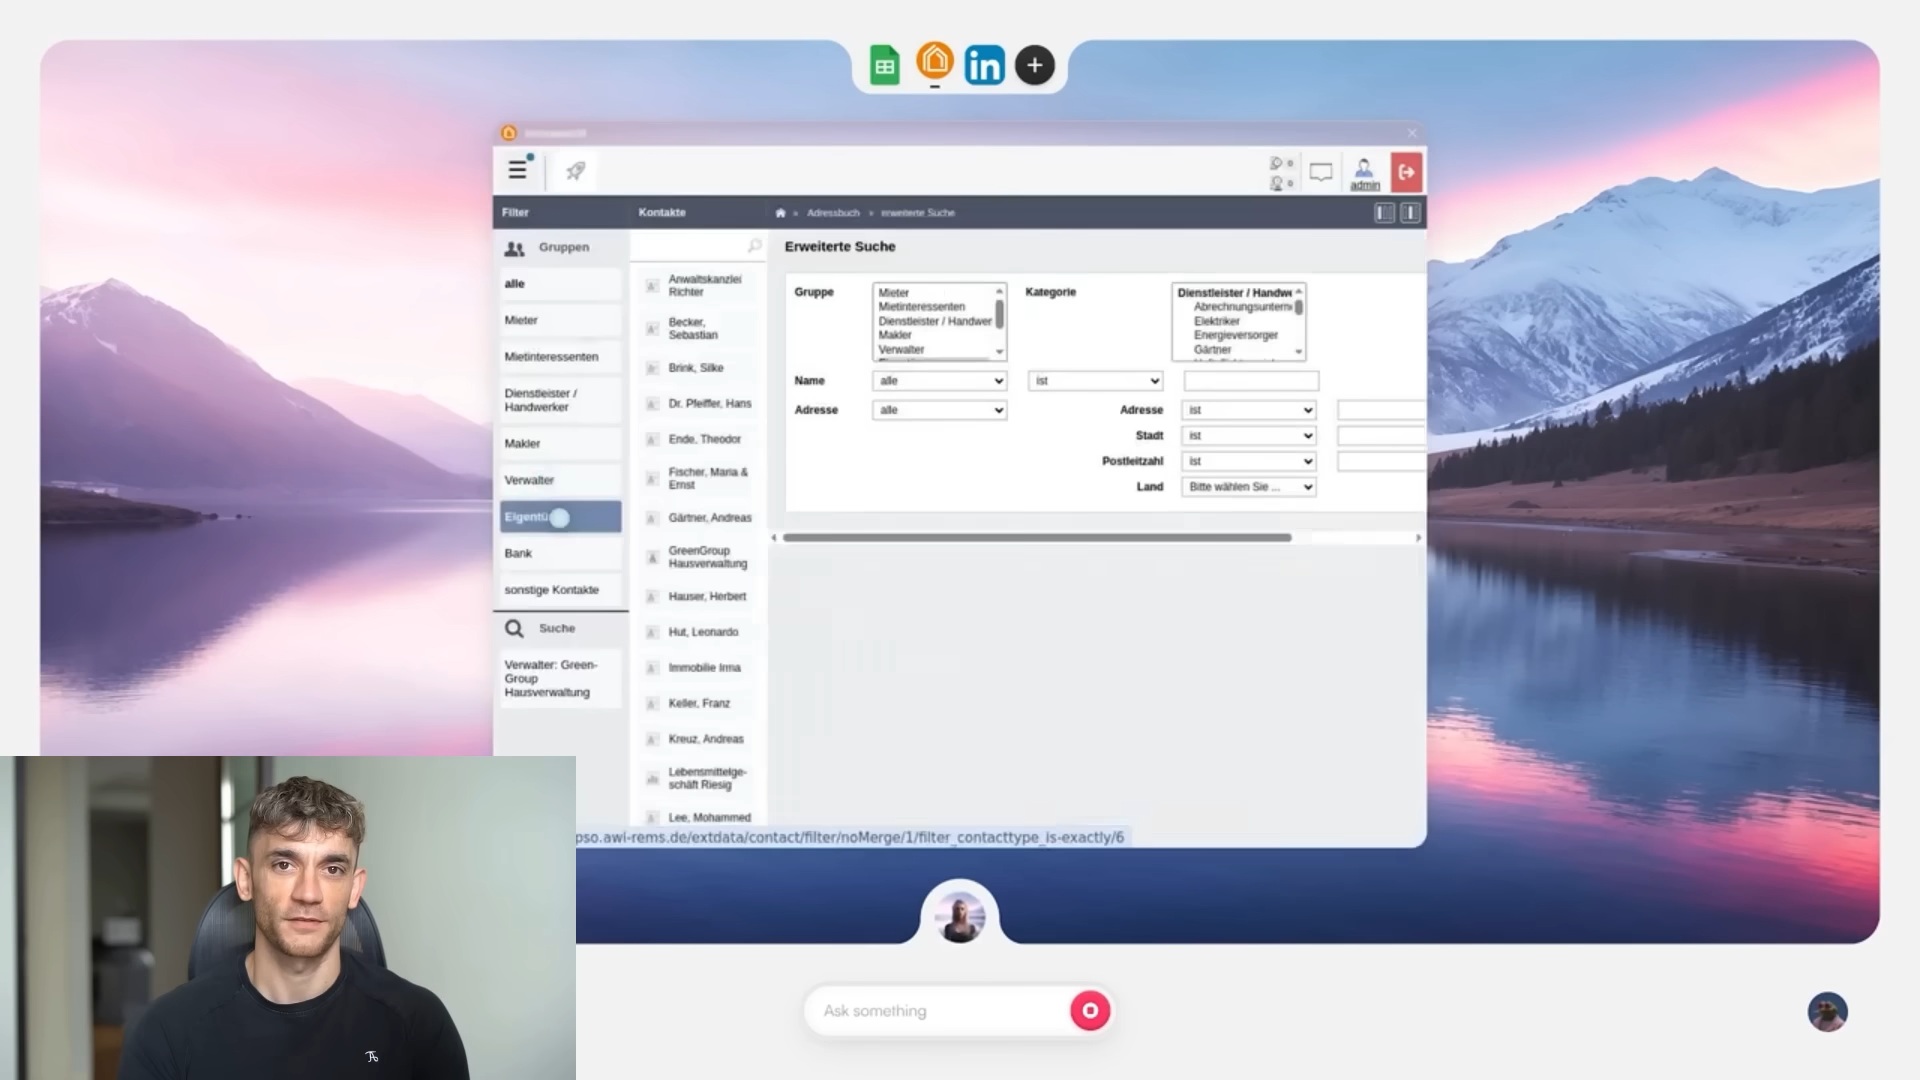 in
admin
Filter
Kontakte
» Adressbuch » erweiterte Suche
Gruppen
alle
Mieter
Mietinteressenten
Dienstleister /
Handwerker
Makler
Verwalter
Eigentü
Bank
sonstige Kontakte
Suche
Verwalter: Green-
Group
Hausverwaltung
Anwaltskanzlei
Richter
Becker,
Sebastian
Brink, Silke
Dr. Pfeiffer, Hans
Ende, Theodor
Fischer, Maria &
Ernst
Gärtner, Andreas
GreenGroup
Hausverwaltung
Hauser, Herbert
Hut, Leonardo
Immobilie Irma
Keller, Franz
Kreuz, Andreas
Lebensmittelge-
schäft Riesig
Lee, Mohammed
Erweiterte Suche
Gruppe
Mieter
Mietinteressenten
Dienstleister / Handwer
Makler
Verwalter
Kategorie
Dienstleister / Handwe
Abrechnungsuntern
Elektriker
Energieversorger
Gärtner
Name alle ist
Adresse alle Adresse ist
Stadt ist
Postleitzahl ist
Land Bitte wählen Sie ...
pso.awi-rems.de/extdata/contact/filter/noMerge/1/filter_contacttype_is-exactly/6
Ask something